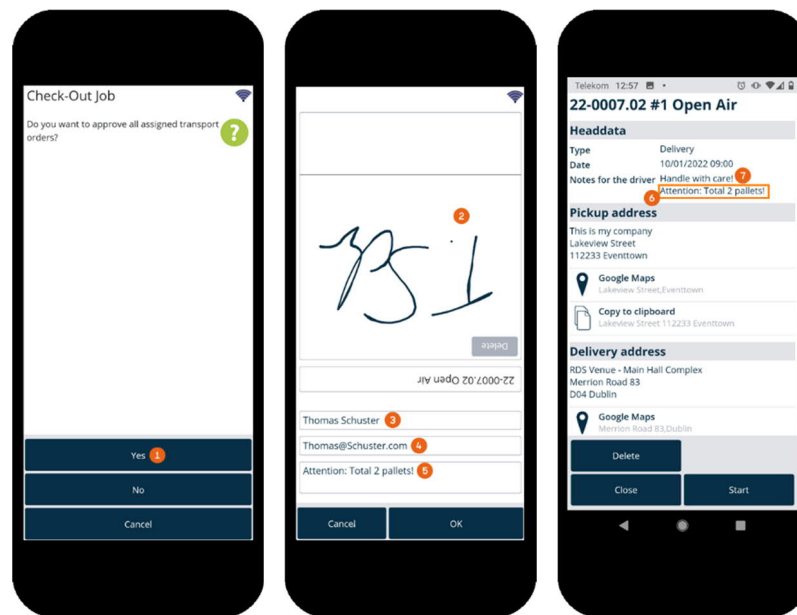 Check-Out Job
Do you want to approve all assigned transport
orders?
?
Yes 1
No
Cancel
2
Delete
22-0007.02 Open Air
Thomas Schuster 3
Thomas@Schuster.com 4
Attention: Total 2 pallets! 5
Cancel OK
Telekom 12:57
22-0007.02 #1 Open Air
Headdata
Type Delivery
Date 10/01/2022 09:00
Notes for the driver Handle with care! 7
6 Attention: Total 2 pallets!
Pickup address
This is my company
Lakeview Street
112233 Eventtown
Google Maps
Lakeview Street,Eventtown
Copy to clipboard
Lakeview Street 112233 Eventtown
Delivery address
RDS Venue - Main Hall Complex
Merrion Road 83
D04 Dublin
Google Maps
Merrion Road 83,Dublin
Delete
Close Start